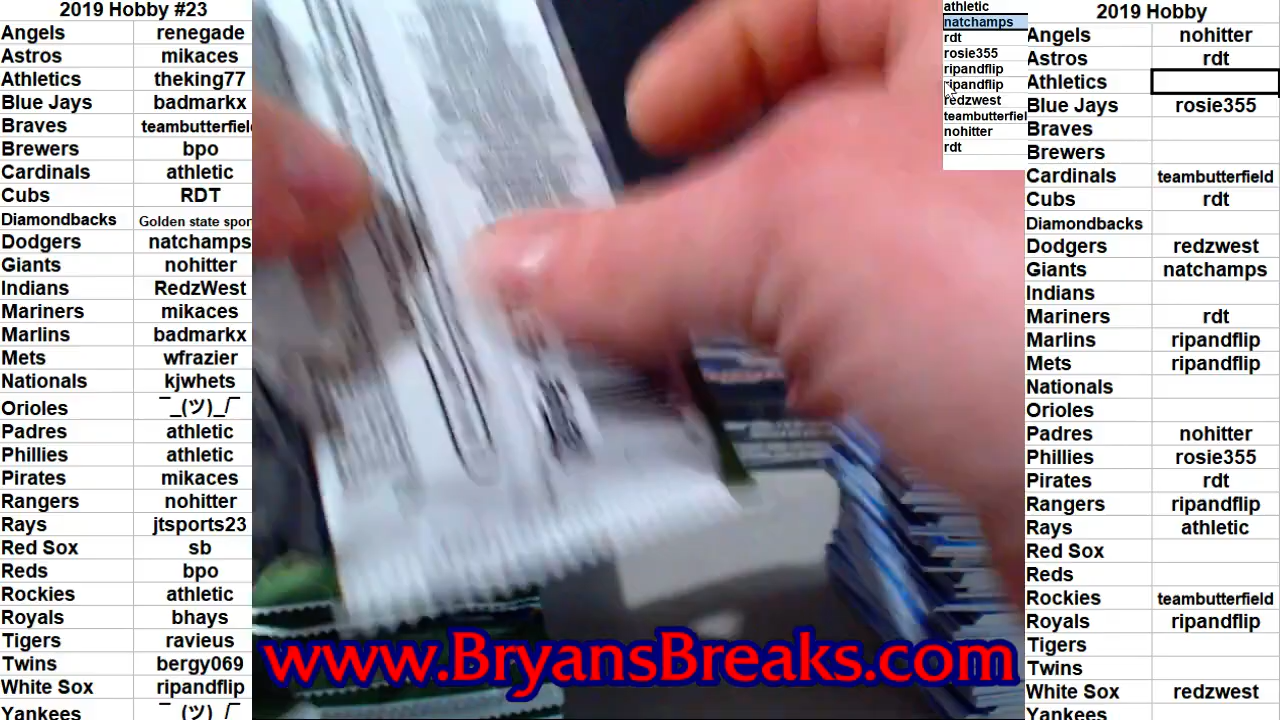 2019 Hobby #23
Angels renegade
Astros mikaces
Athletics theking77
Blue Jays badmarkx
Braves teambutterfiel
Brewers bpo
Cardinals athletic
Cubs RDT
Diamondbacks Golden state spor
Dodgers natchamps
Giants nohitter
Indians RedzWest
Mariners mikaces
Marlins badmarkx
Mets wfrazier
Nationals kjwhets
Orioles ¯_(ツ)_/¯
Padres athletic
Phillies athletic
Pirates mikaces
Rangers nohitter
Rays jtsports23
Red Sox sb
Reds bpo
Rockies athletic
Royals bhays
Tigers ravieus
Twins bergy069
White Sox ripandflip
Yankees ¯_(ツ)_/¯
www.BryansBreaks.com
athletic
natchamps
rdt
rosie355
ripandflip
ripandflip
redzwest
teambutterfiel
nohitter
rdt
2019 Hobby
Angels nohitter
Astros rdt
Athletics
Blue Jays rosie355
Braves
Brewers
Cardinals teambutterfield
Cubs rdt
Diamondbacks
Dodgers redzwest
Giants natchamps
Indians
Mariners rdt
Marlins ripandflip
Mets ripandflip
Nationals
Orioles
Padres nohitter
Phillies rosie355
Pirates rdt
Rangers ripandflip
Rays athletic
Red Sox
Reds
Rockies teambutterfield
Royals ripandflip
Tigers
Twins
White Sox redzwest
Yankees